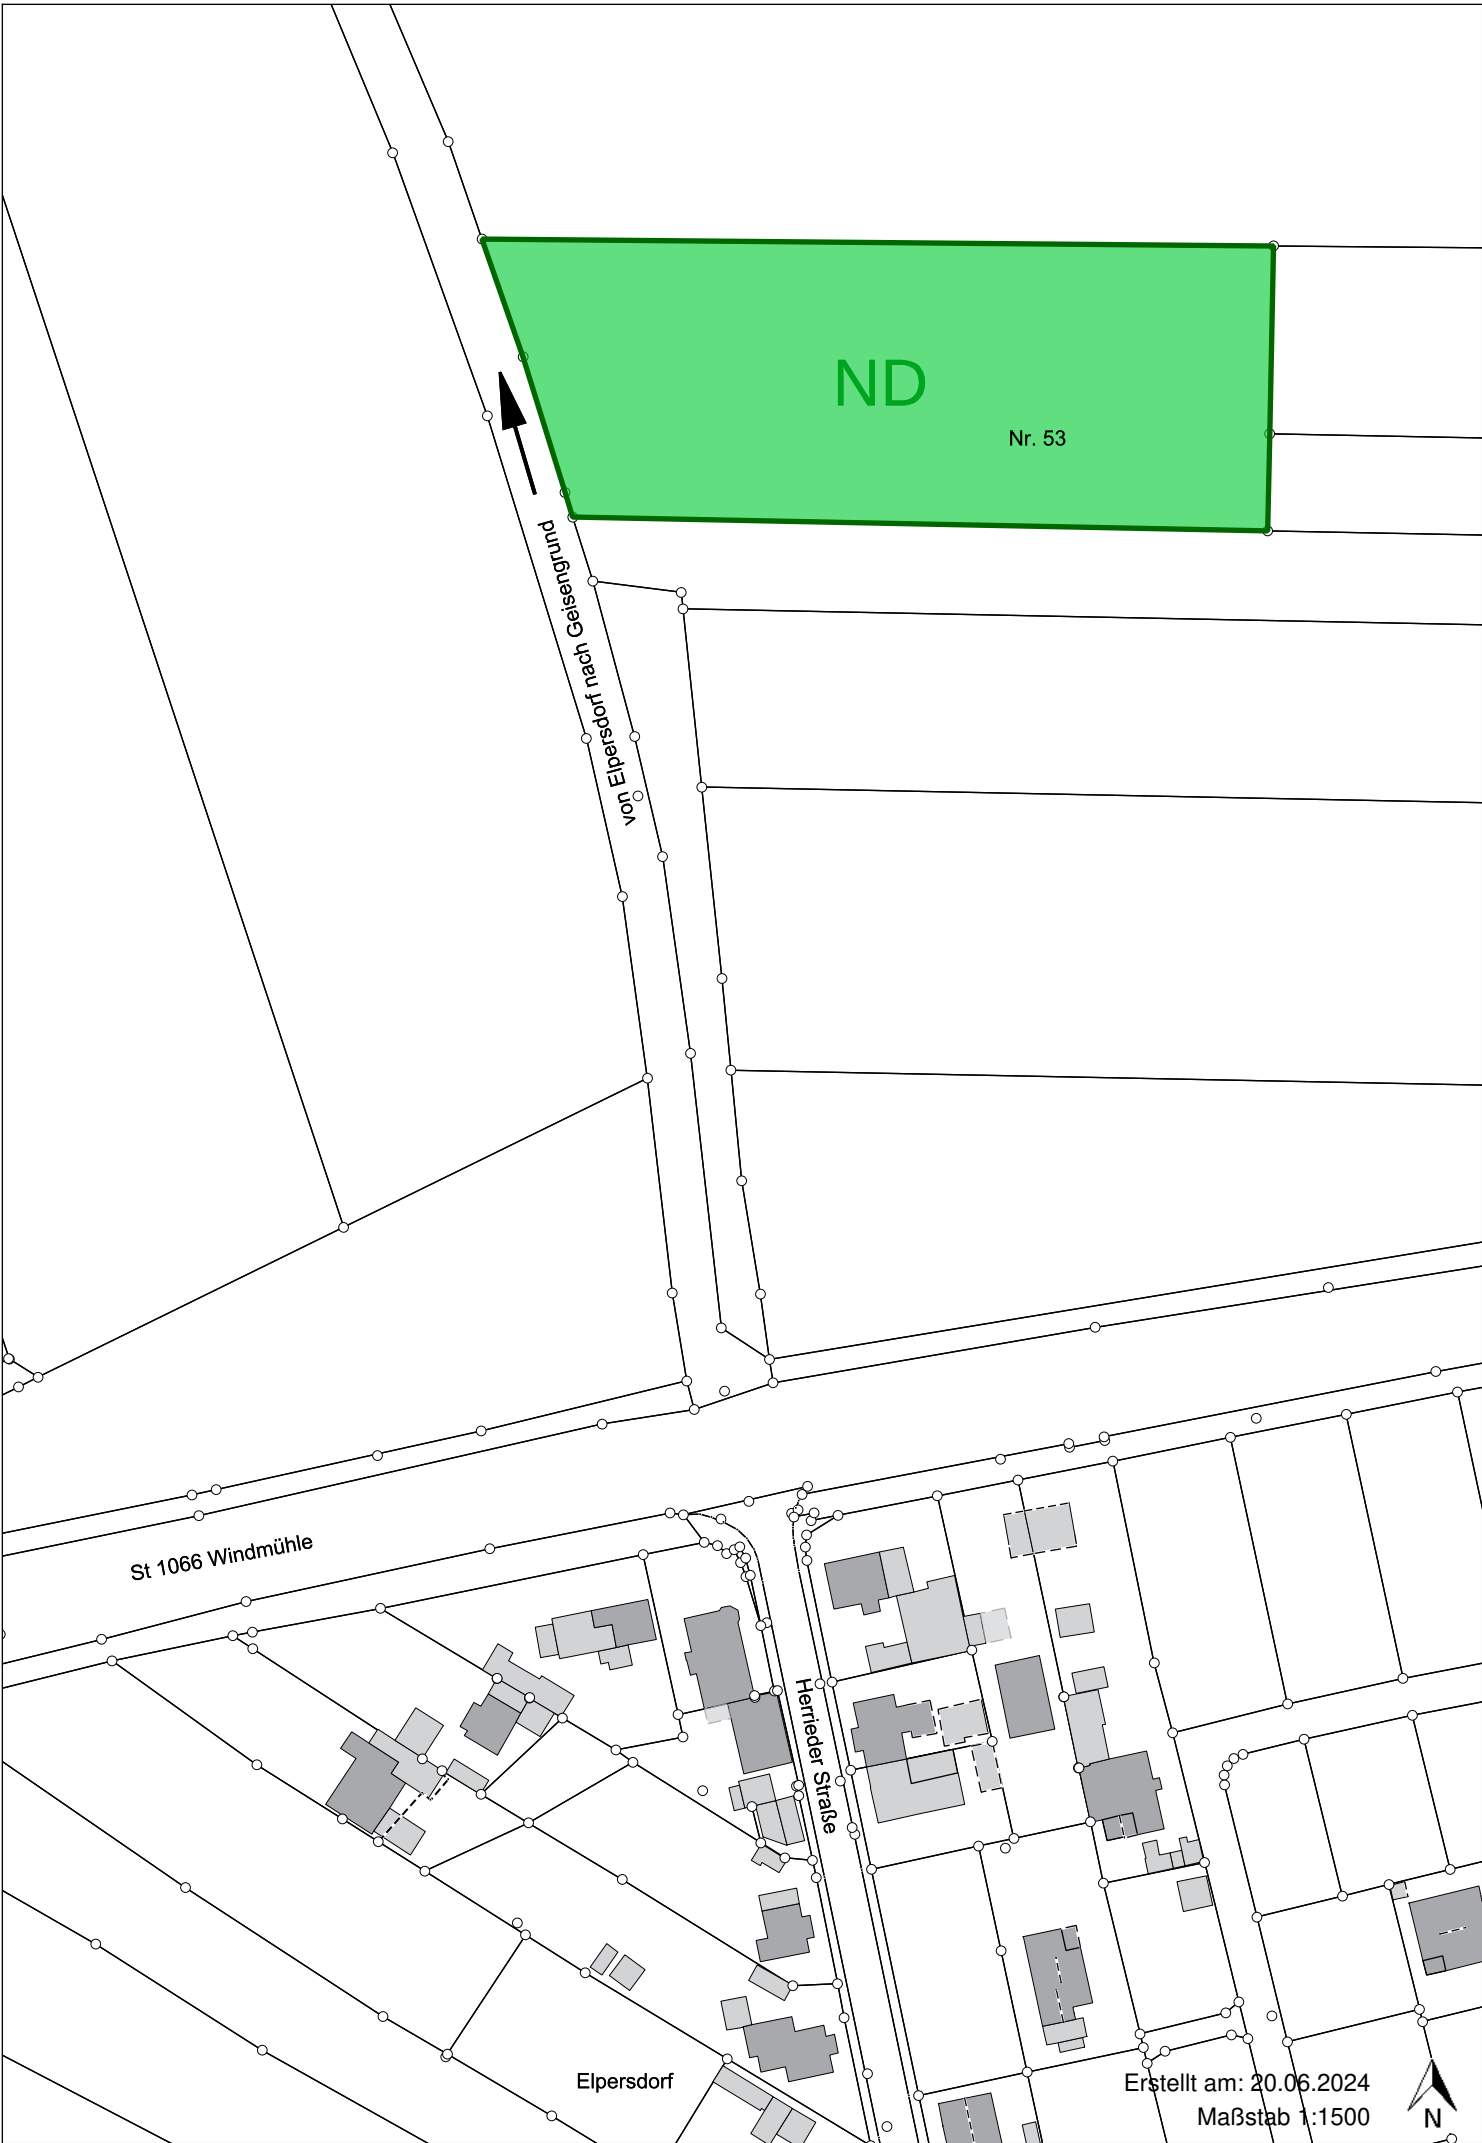 ND
Nr. 53
von Elpersdorf nach Geisengrund
St 1066 Windmühle
Herrieder Straße
Elpersdorf
Erstellt am: 20.06.2024
Maßstab 1:1500
N